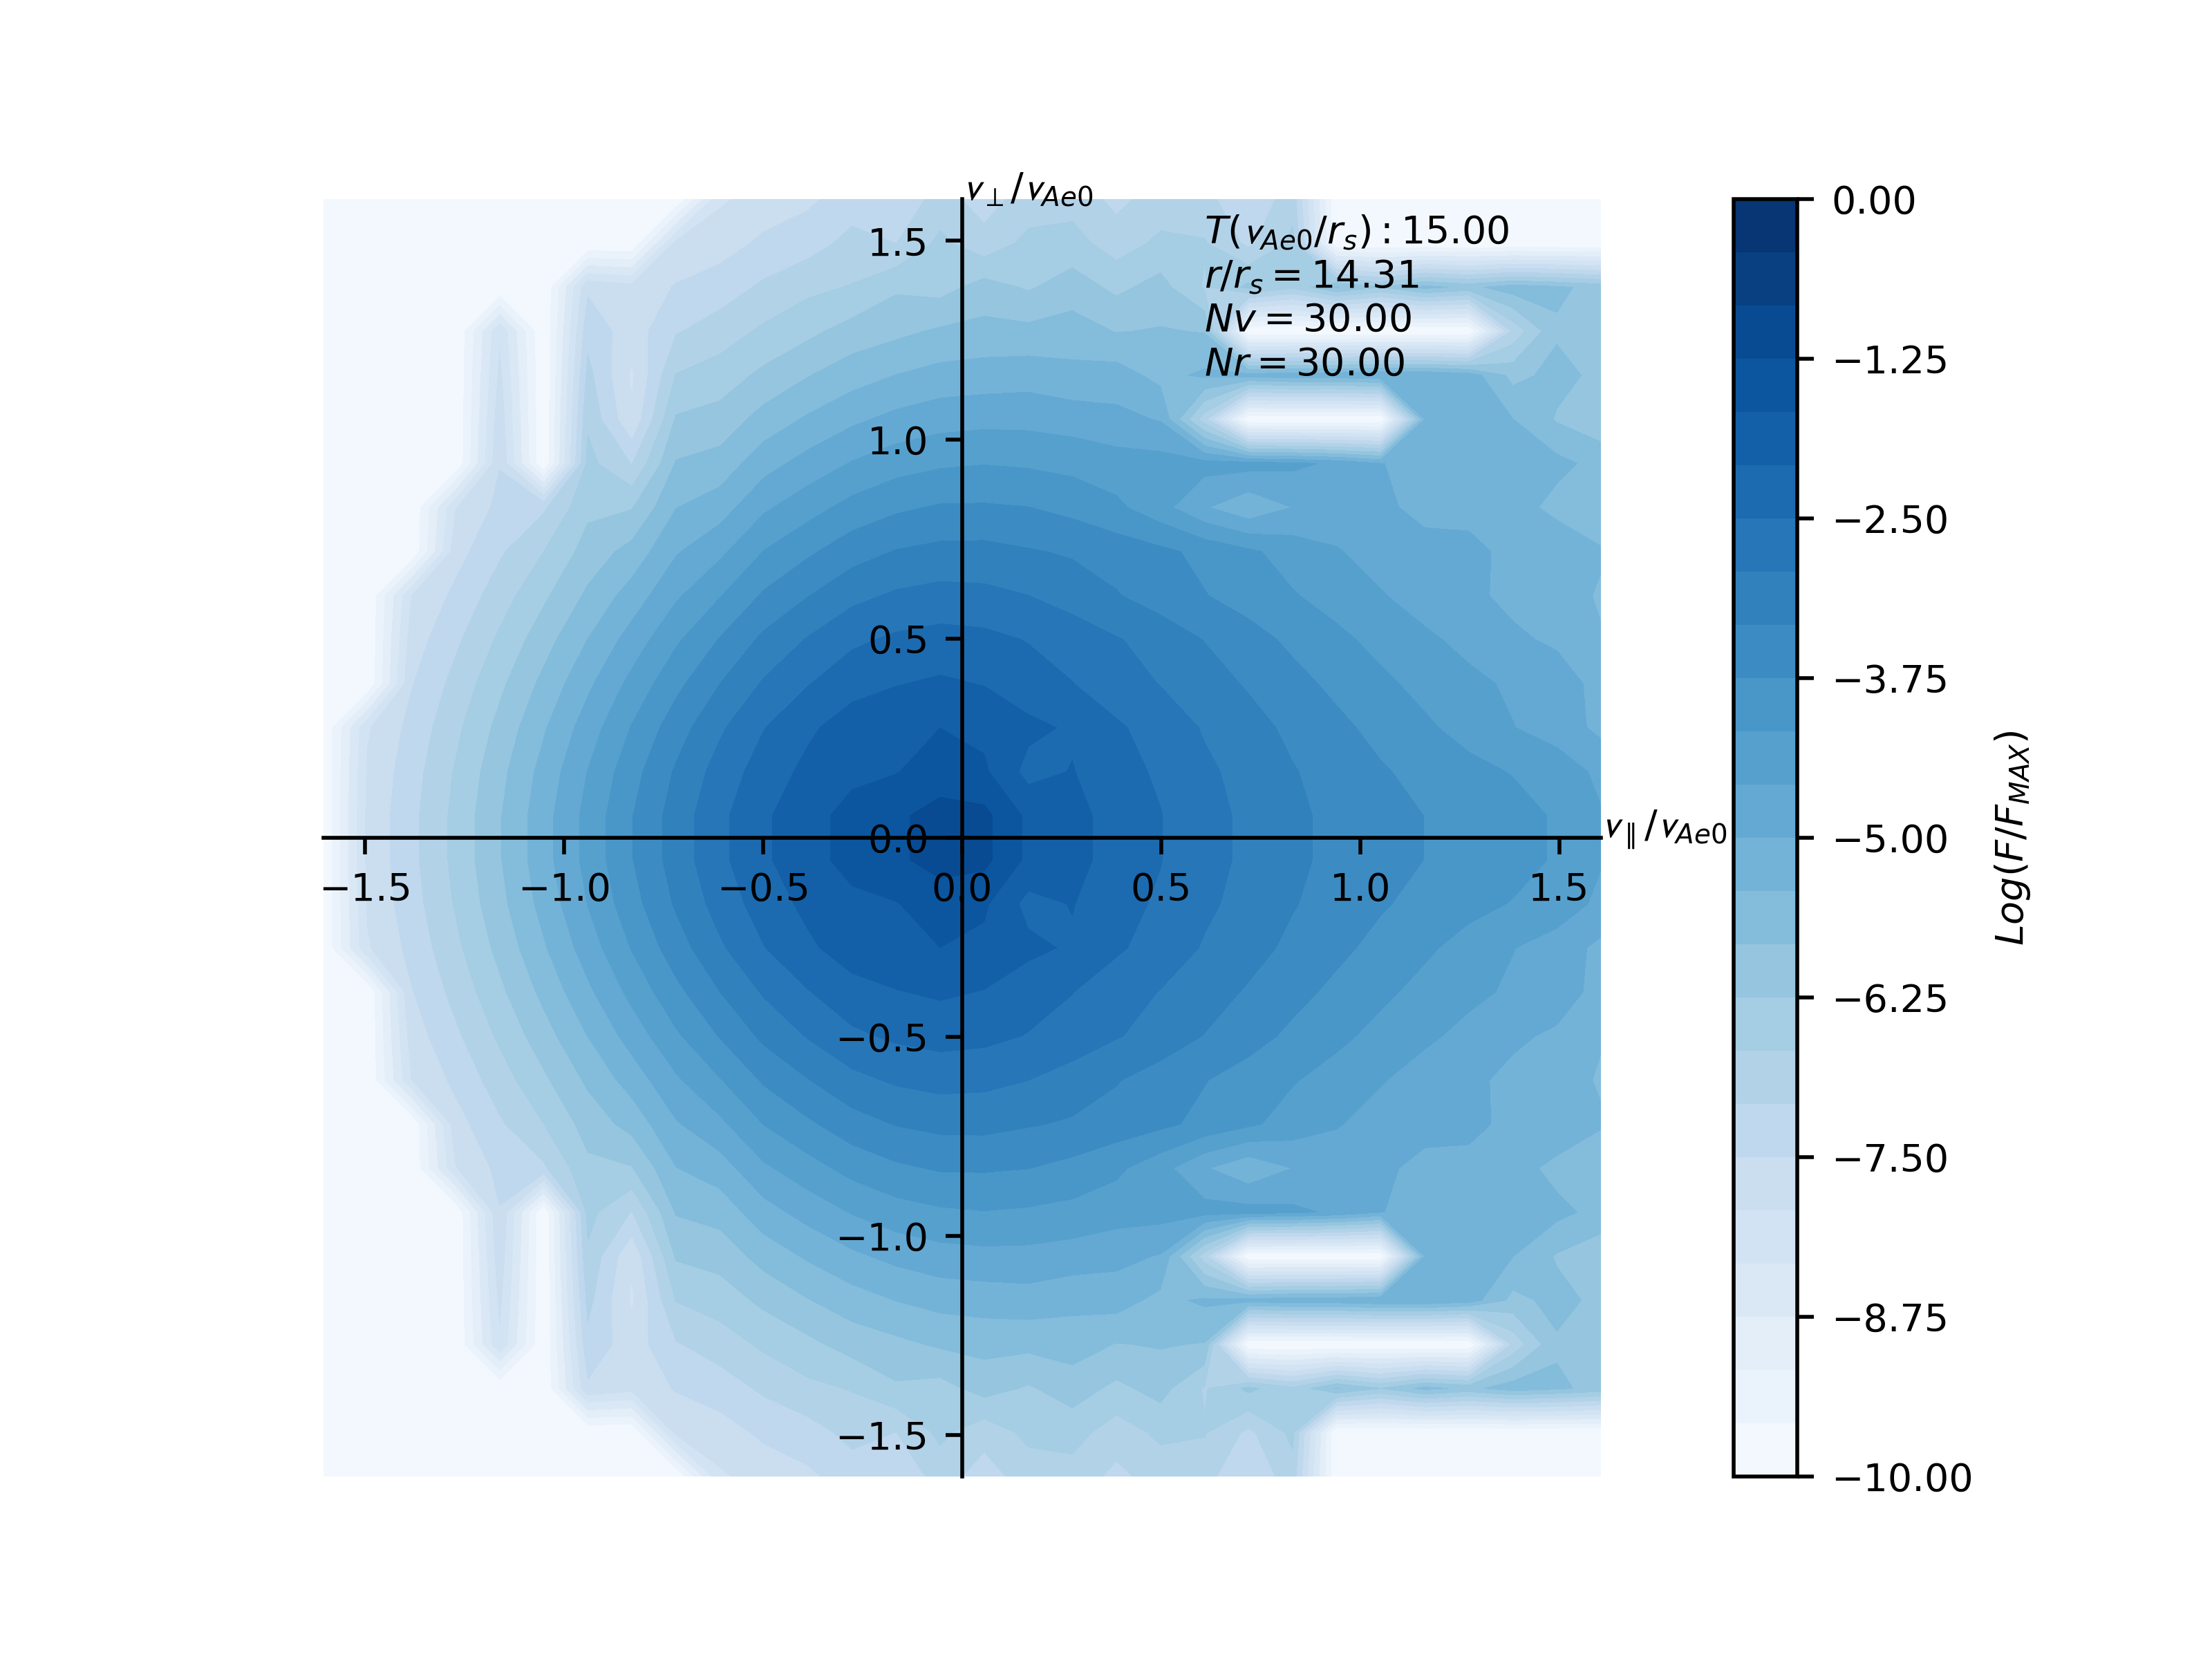 v⊥/vAe0
T(vAe0/rs) : 15.00
r/rs = 14.31
Nv = 30.00
Nr = 30.00
1.5
1.0
0.5
0.0
−0.5
−1.0
−1.5
−1.5 −1.0 −0.5 0.0 0.5 1.0 1.5
v∥/vAe0
0.00
−1.25
−2.50
−3.75
−5.00
−6.25
−7.50
−8.75
−10.00
Log(F/FMAX)